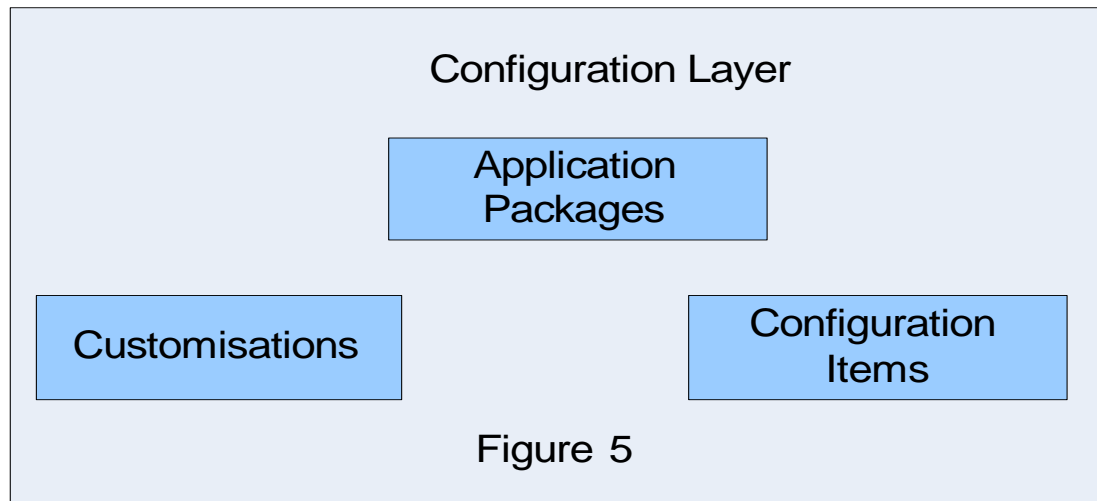 Configuration Layer
Application
Packages
Customisations
Configuration
Items
Figure 5